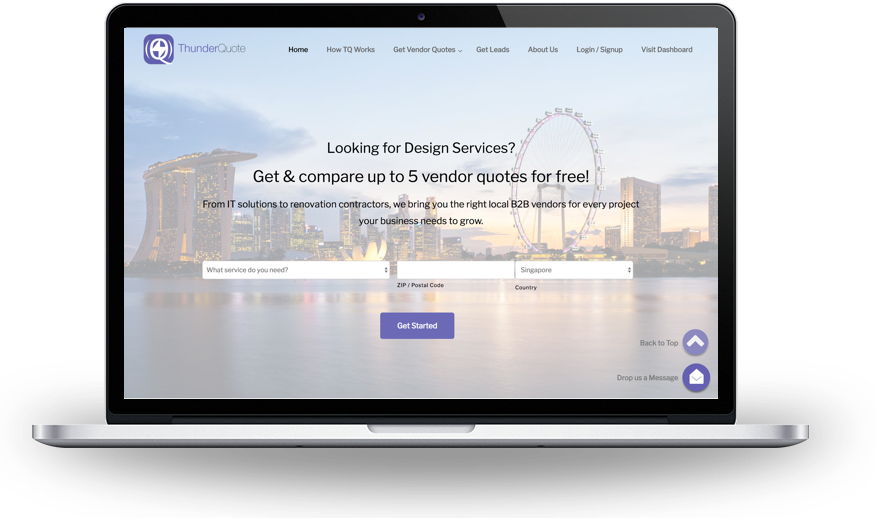 ThunderQuote
Home
How TQ Works
Get Vendor Quotes
Get Leads
About Us
Login / Signup
Visit Dashboard
Looking for Design Services?
Get & compare up to 5 vendor quotes for free!
From IT solutions to renovation contractors, we bring you the right local B2B vendors for every project
your business needs to grow.
What service do you need?
Singapore
ZIP / Postal Code
Country
Get Started
Back to Top
Drop us a Message